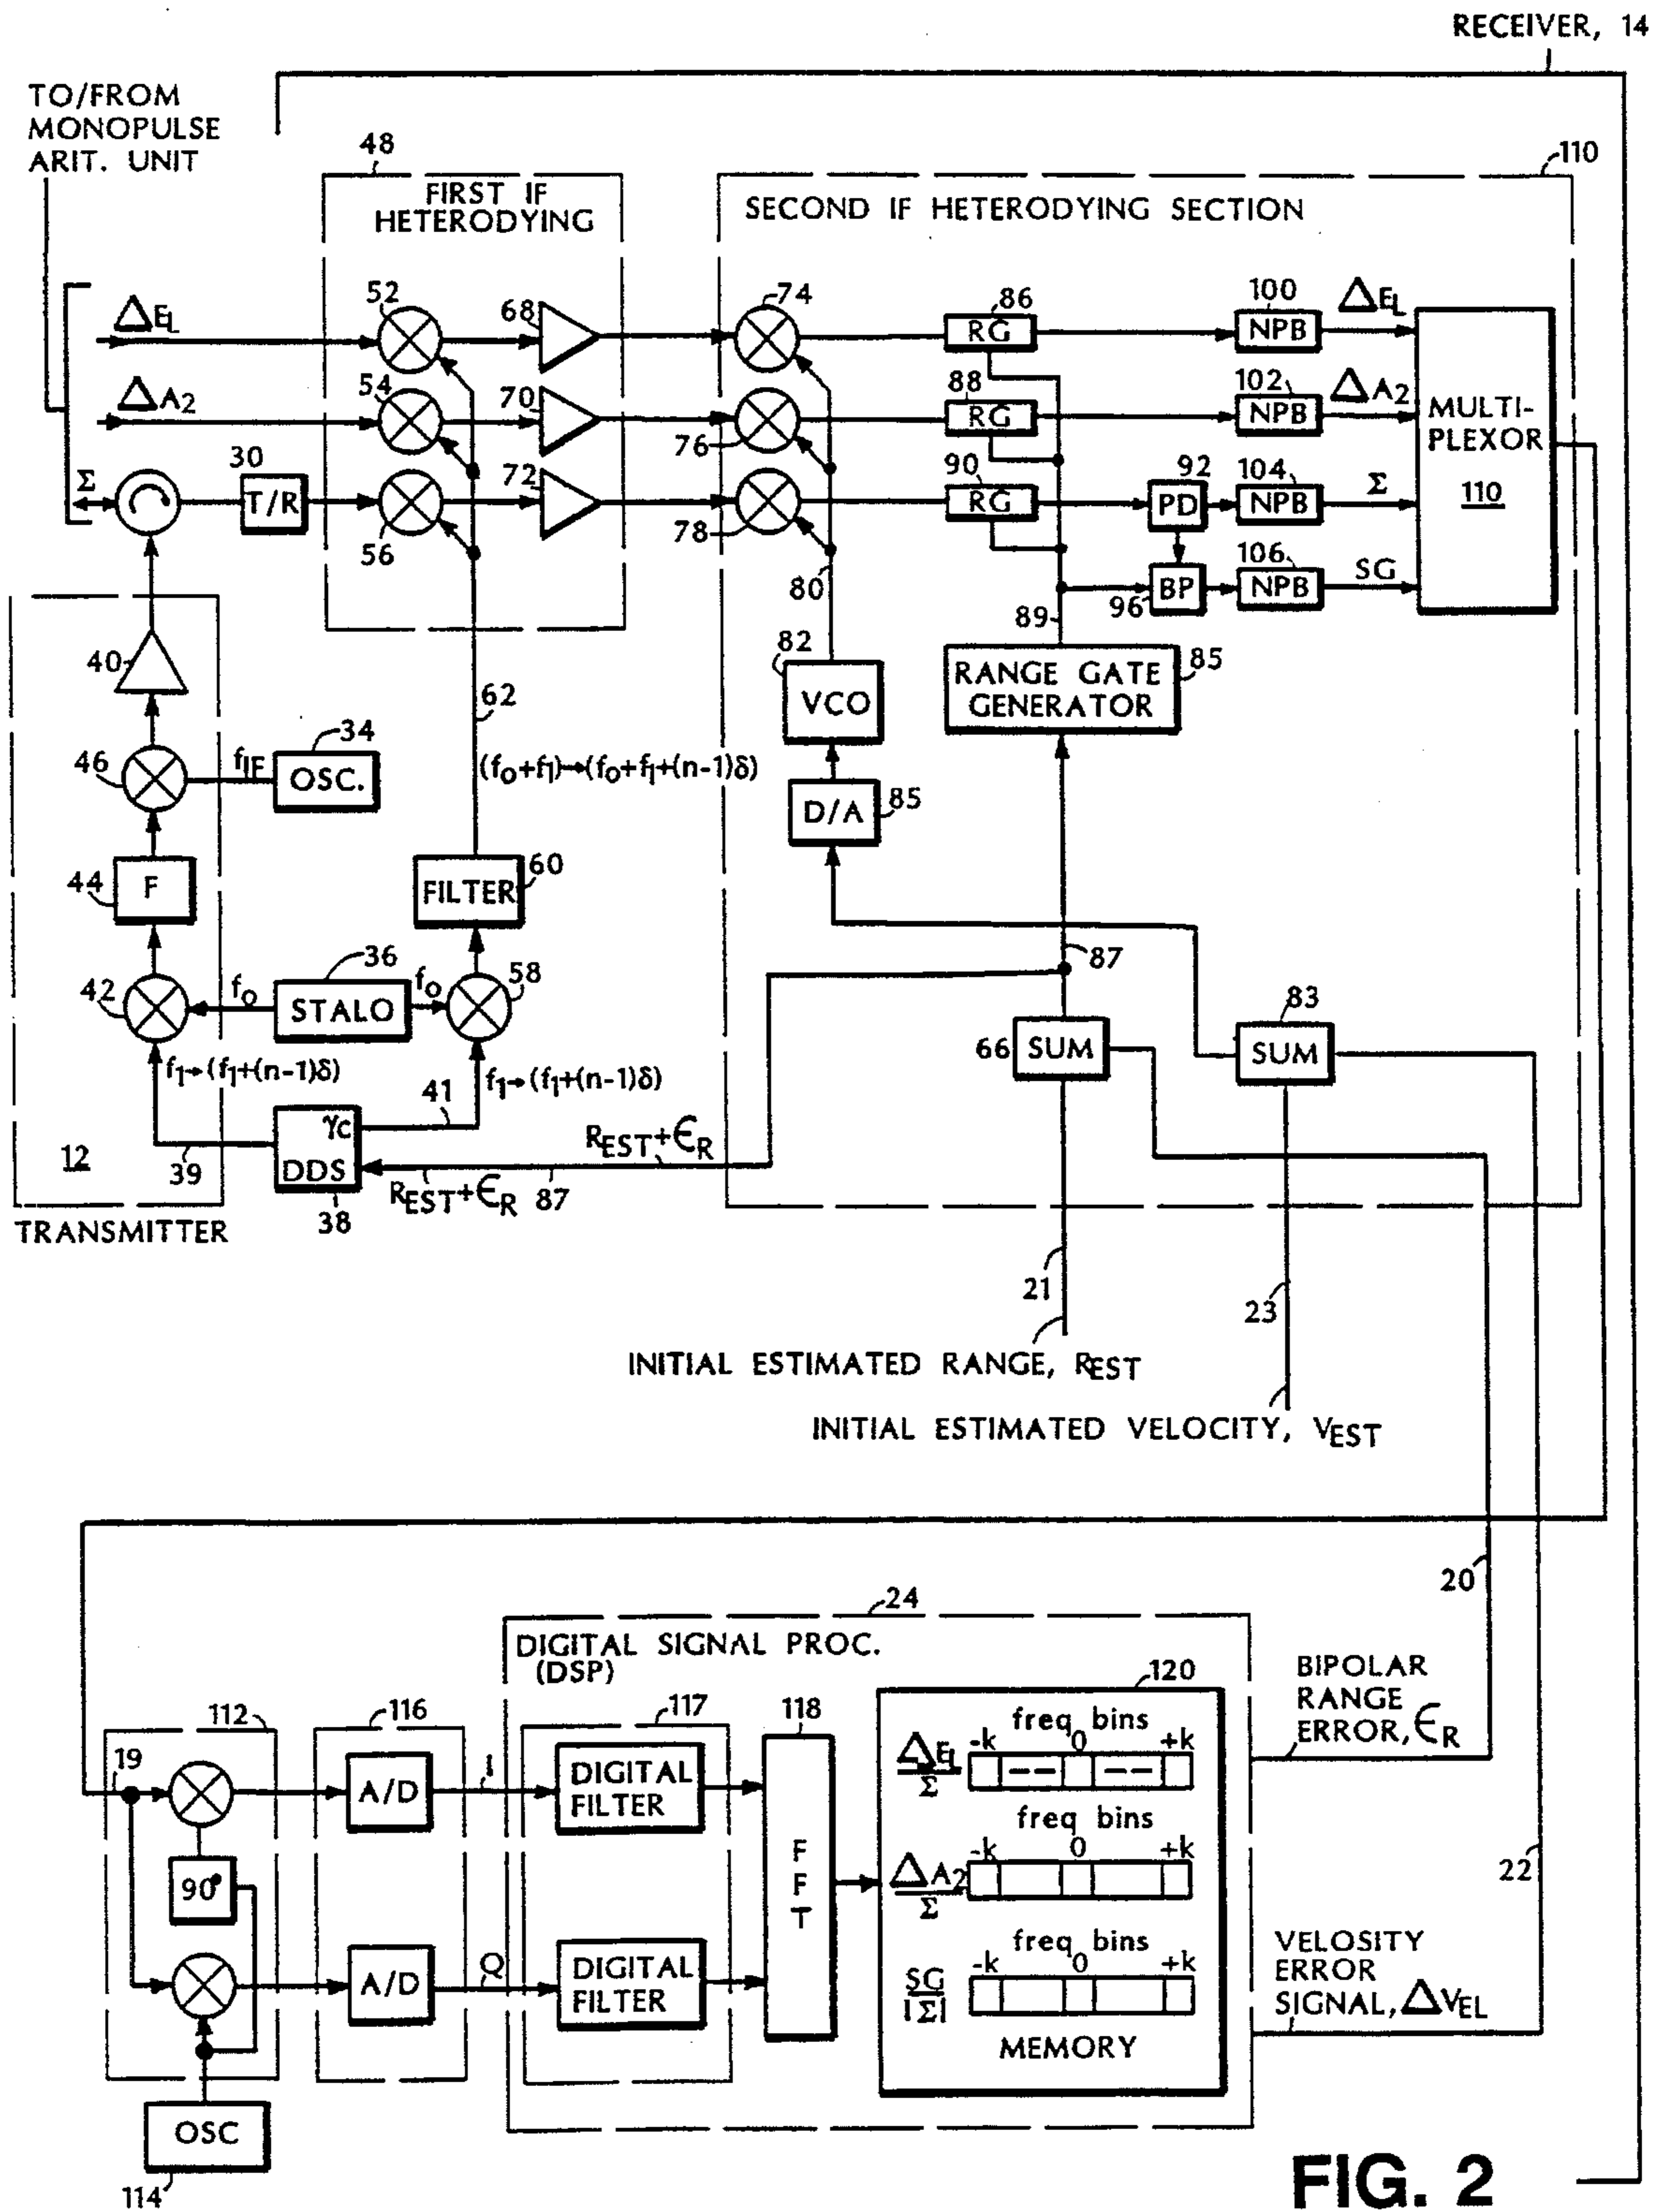 RECEIVER, 14
TO/FROM
MONOPULSE
ARIT. UNIT
48
FIRST IF
HETERODYING
110
SECOND IF HETERODYING SECTION
ΔEL
52
68
74
86
RG
100
NPB
ΔEL
ΔA2
54
70
76
88
RG
102
NPB
ΔA2
MULTI-
PLEXOR
110
Σ
30
T/R
56
72
78
90
RG
92
PD
104
NPB
Σ
96
BP
106
NPB
SG
80
89
40
62
82
VCO
RANGE GATE
GENERATOR
85
46
fIF
34
OSC.
(f0+f1)→(f0+f1+(n-1)δ)
D/A
85
44
F
FILTER
60
87
42
f0
36
STALO
f0
58
66
SUM
83
SUM
f1→(f1+(n-1)δ)
f1→(f1+(n-1)δ)
41
γc
DDS
38
39
12
TRANSMITTER
REST+ϵR
REST+ϵR
87
21
23
INITIAL ESTIMATED RANGE, REST
INITIAL ESTIMATED VELOCITY, VEST
20
24
DIGITAL SIGNAL PROC.
(DSP)
BIPOLAR
RANGE
ERROR, ϵR
112
116
117
118
120
19
A/D
I
DIGITAL
FILTER
F
F
T
freq bins
-k 0 +k
ΔEL
Σ
freq bins
-k 0 +k
ΔA2
Σ
90°
22
A/D
Q
DIGITAL
FILTER
freq bins
-k 0 +k
SG
|Σ|
MEMORY
VELOSITY
ERROR
SIGNAL, ΔVEL
OSC
114
FIG. 2